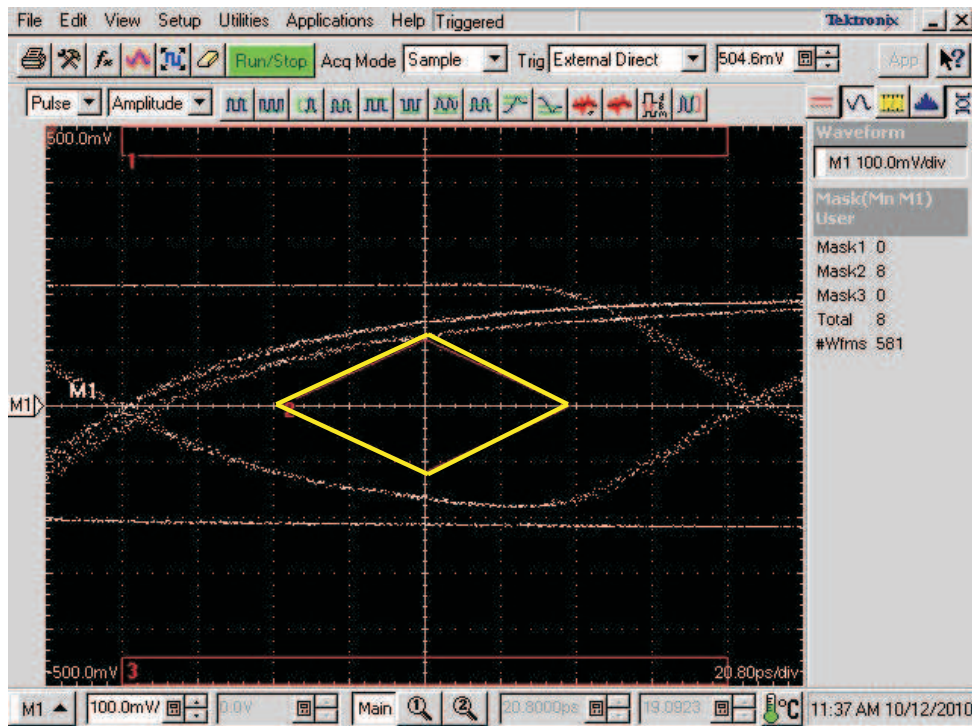 File Edit View Setup Utilities Applications Help Triggered Tektronix
Run/Stop Acq Mode Sample Trig External Direct 504.6mV App
Pulse Amplitude
500.0mV
1
Waveform
M1 100.0mV/div
Mask(Mn M1)
User
Mask1 0
Mask2 8
Mask3 0
Total 8
#Wfms 581
M1
M1
2
-500.0mV 3 20.80ps/div
M1 100.0mV/ 0.0V Main 1 2 20.8000ps 19.0923 °C 11:37 AM 10/12/2010